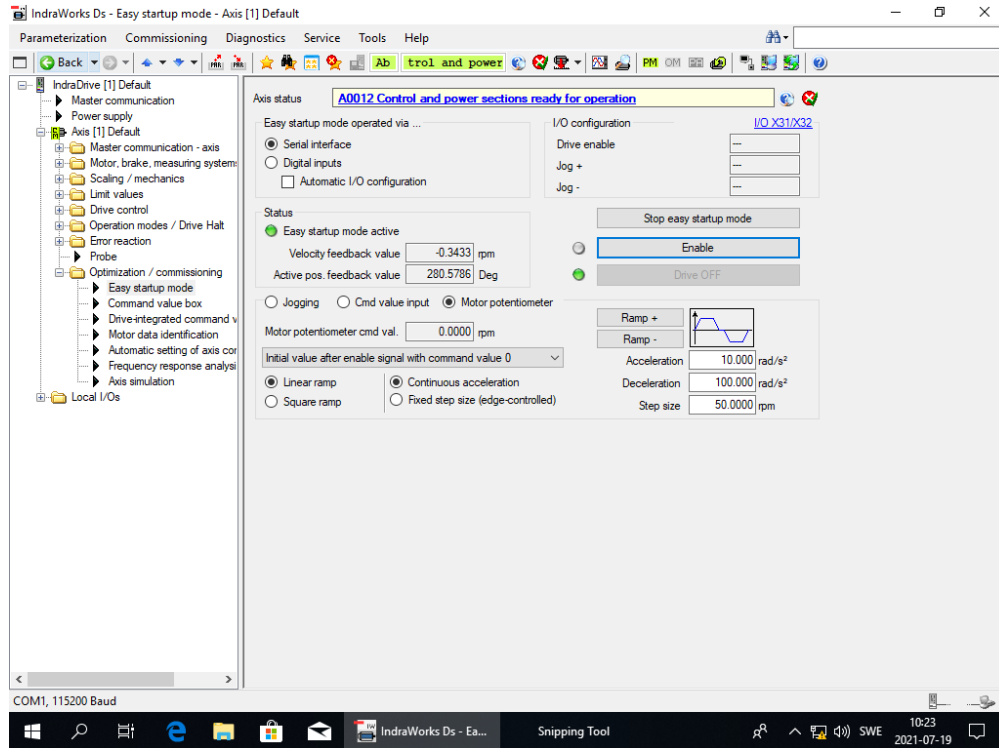 IndraWorks Ds - Easy startup mode - Axis [1] Default
Parameterization Commissioning Diagnostics Service Tools Help
Back Ab trol and power PM OM
IndraDrive [1] Default
Master communication
Power supply
Axis [1] Default
Master communication - axis
Motor, brake, measuring system
Scaling / mechanics
Limit values
Drive control
Operation modes / Drive Halt
Error reaction
Probe
Optimization / commissioning
Easy startup mode
Command value box
Drive-integrated command v
Motor data identification
Automatic setting of axis cor
Frequency response analysi
Axis simulation
Local I/Os
Axis status A0012 Control and power sections ready for operation
Easy startup mode operated via ...
Serial interface
Digital inputs
Automatic I/O configuration
I/O configuration I/O X31/X32
Drive enable ---
Jog + ---
Jog - ---
Status
Easy startup mode active
Velocity feedback value -0.3433 rpm
Active pos. feedback value 280.5786 Deg
Stop easy startup mode
Enable
Drive OFF
Jogging Cmd value input Motor potentiometer
Motor potentiometer cmd val. 0.0000 rpm
Initial value after enable signal with command value 0
Linear ramp Continuous acceleration
Square ramp Fixed step size (edge-controlled)
Ramp +
Ramp -
Acceleration 10.000 rad/s²
Deceleration 100.000 rad/s²
Step size 50.0000 rpm
COM1, 115200 Baud
IndraWorks Ds - Ea... Snipping Tool SWE 10:23
2021-07-19